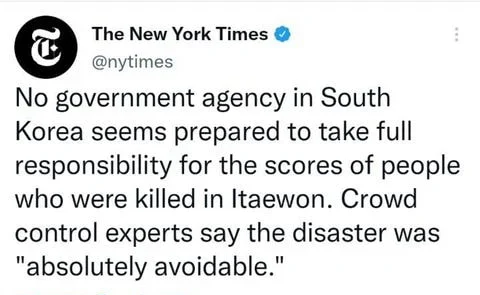 The New York Times
@nytimes
No government agency in South
Korea seems prepared to take full
responsibility for the scores of people
who were killed in Itaewon. Crowd
control experts say the disaster was
"absolutely avoidable."